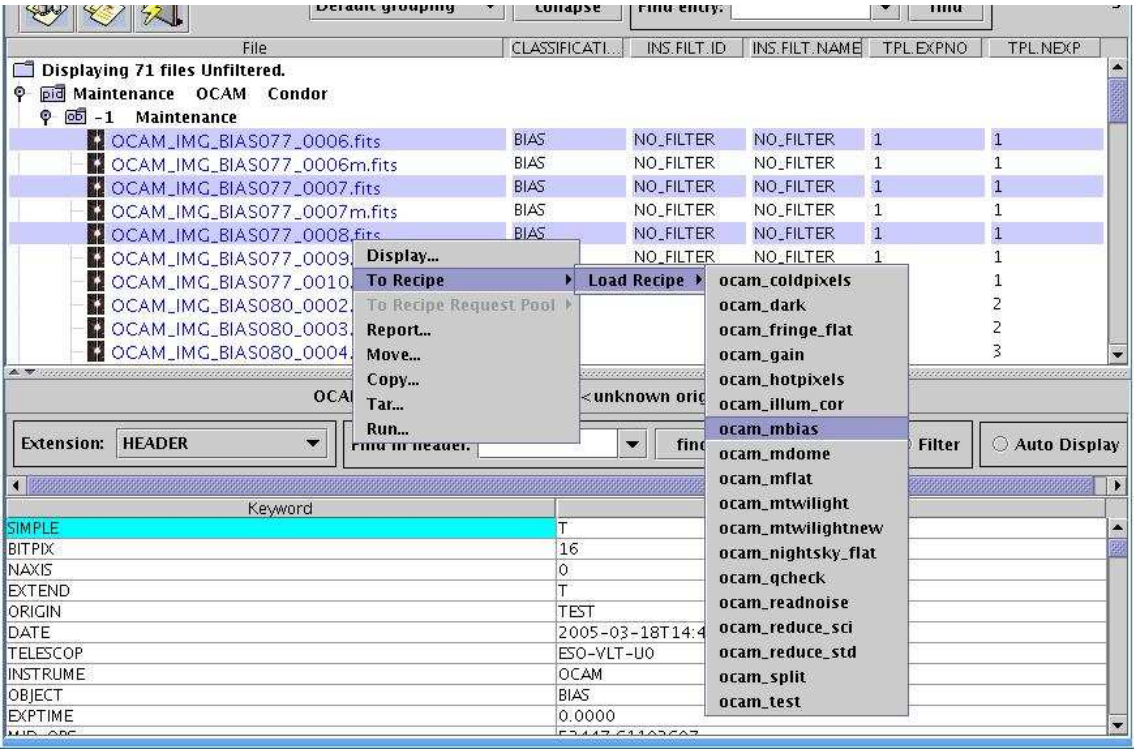 Default grouping collapse Find entry: find
File CLASSIFICATI... INS.FILT.ID INS.FILT.NAME TPL.EXPNO TPL.NEXP
Displaying 71 files Unfiltered.
pid Maintenance OCAM Condor
ob -1 Maintenance
OCAM_IMG_BIAS077_0006.fits BIAS NO_FILTER NO_FILTER 1 1
OCAM_IMG_BIAS077_0006m.fits BIAS NO_FILTER NO_FILTER 1 1
OCAM_IMG_BIAS077_0007.fits BIAS NO_FILTER NO_FILTER 1 1
OCAM_IMG_BIAS077_0007m.fits BIAS NO_FILTER NO_FILTER 1 1
OCAM_IMG_BIAS077_0008.fits BIAS NO_FILTER NO_FILTER 1 1
OCAM_IMG_BIAS077_0009. NO_FILTER NO_FILTER 1 1
OCAM_IMG_BIAS077_0010. 1
OCAM_IMG_BIAS080_0002. 2
OCAM_IMG_BIAS080_0003. 2
OCAM_IMG_BIAS080_0004. 3
Display...
To Recipe
To Recipe Request Pool
Report...
Move...
Copy...
Tar...
Run...
Load Recipe
ocam_coldpixels
ocam_dark
ocam_fringe_flat
ocam_gain
ocam_hotpixels
ocam_illum_cor
ocam_mbias
ocam_mdome
ocam_mflat
ocam_mtwilight
ocam_mtwilightnew
ocam_nightsky_flat
ocam_qcheck
ocam_readnoise
ocam_reduce_sci
ocam_reduce_std
ocam_split
ocam_test
OCA <unknown orig
Extension: HEADER Find in header: find Filter Auto Display
Keyword
SIMPLE T
BITPIX 16
NAXIS 0
EXTEND T
ORIGIN TEST
DATE 2005-03-18T14:4
TELESCOP ESO-VLT-U0
INSTRUME OCAM
OBJECT BIAS
EXPTIME 0.0000